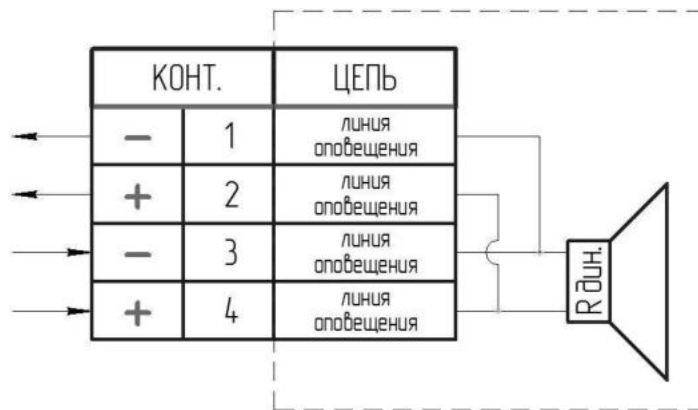 КОНТ. ЦЕПЬ
− 1 линия
оповещения
+ 2 линия
оповещения
− 3 линия
оповещения
+ 4 линия
оповещения
R дин.